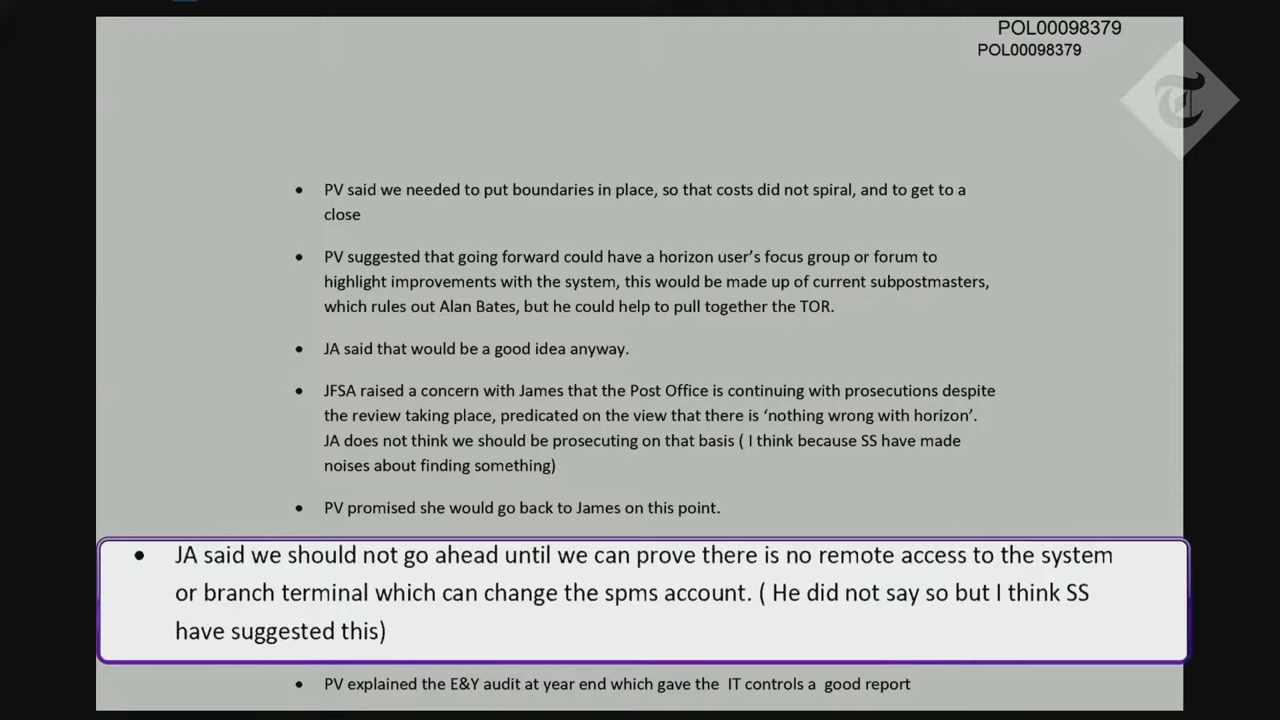 POL00098379
POL00098379
• PV said we needed to put boundaries in place, so that costs did not spiral, and to get to a
close
• PV suggested that going forward could have a horizon user's focus group or forum to
highlight improvements with the system, this would be made up of current subpostmasters,
which rules out Alan Bates, but he could help to pull together the TOR.
• JA said that would be a good idea anyway.
• JFSA raised a concern with James that the Post Office is continuing with prosecutions despite
the review taking place, predicated on the view that there is ‘nothing wrong with horizon’.
JA does not think we should be prosecuting on that basis ( I think because SS have made
noises about finding something)
• PV promised she would go back to James on this point.
• JA said we should not go ahead until we can prove there is no remote access to the system
or branch terminal which can change the spms account. ( He did not say so but I think SS
have suggested this)
• PV explained the E&Y audit at year end which gave the IT controls a good report